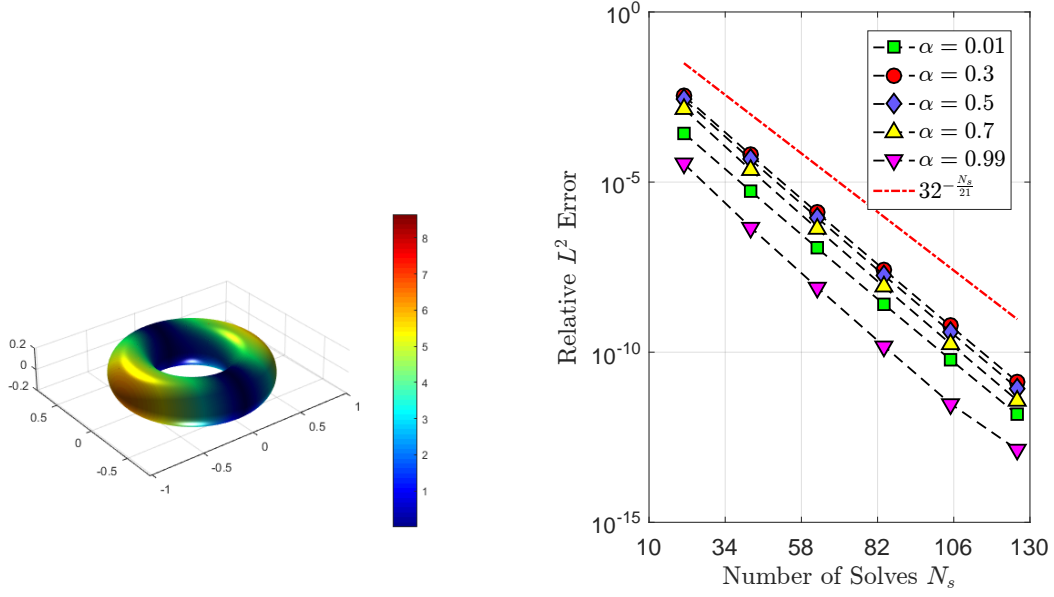 0.2
0
-0.2
0.5
0
-0.5
-1
-0.5
0
0.5
1
8
7
6
5
4
3
2
1
10^0
10^-5
10^-10
10^-15
Relative L^2 Error
10 34 58 82 106 130
Number of Solves N_s
α = 0.01
α = 0.3
α = 0.5
α = 0.7
α = 0.99
32^{-\frac{N_s}{21}}